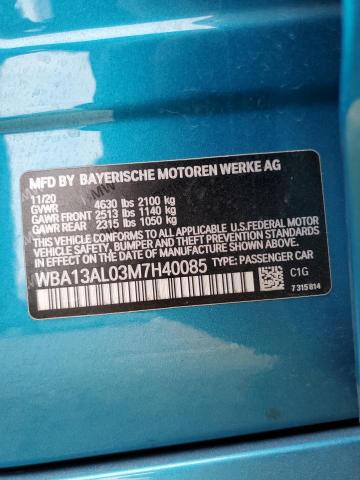 MFD BY BAYERISCHE MOTOREN WERKE AG
11/20
GVWR 4630 lbs 2100 kg
GAWR FRONT 2513 lbs 1140 kg
GAWR REAR 2315 lbs 1050 kg
THIS VEHICLE CONFORMS TO ALL APPLICABLE U.S.FEDERAL MOTOR
VEHICLE SAFETY, BUMPER, AND THEFT PREVENTION STANDARDS
IN EFFECT ON THE DATE OF MANUFACTURE SHOWN ABOVE.
WBA13AL03M7H40085 TYPE: PASSENGER CAR
C1G
7 315 814